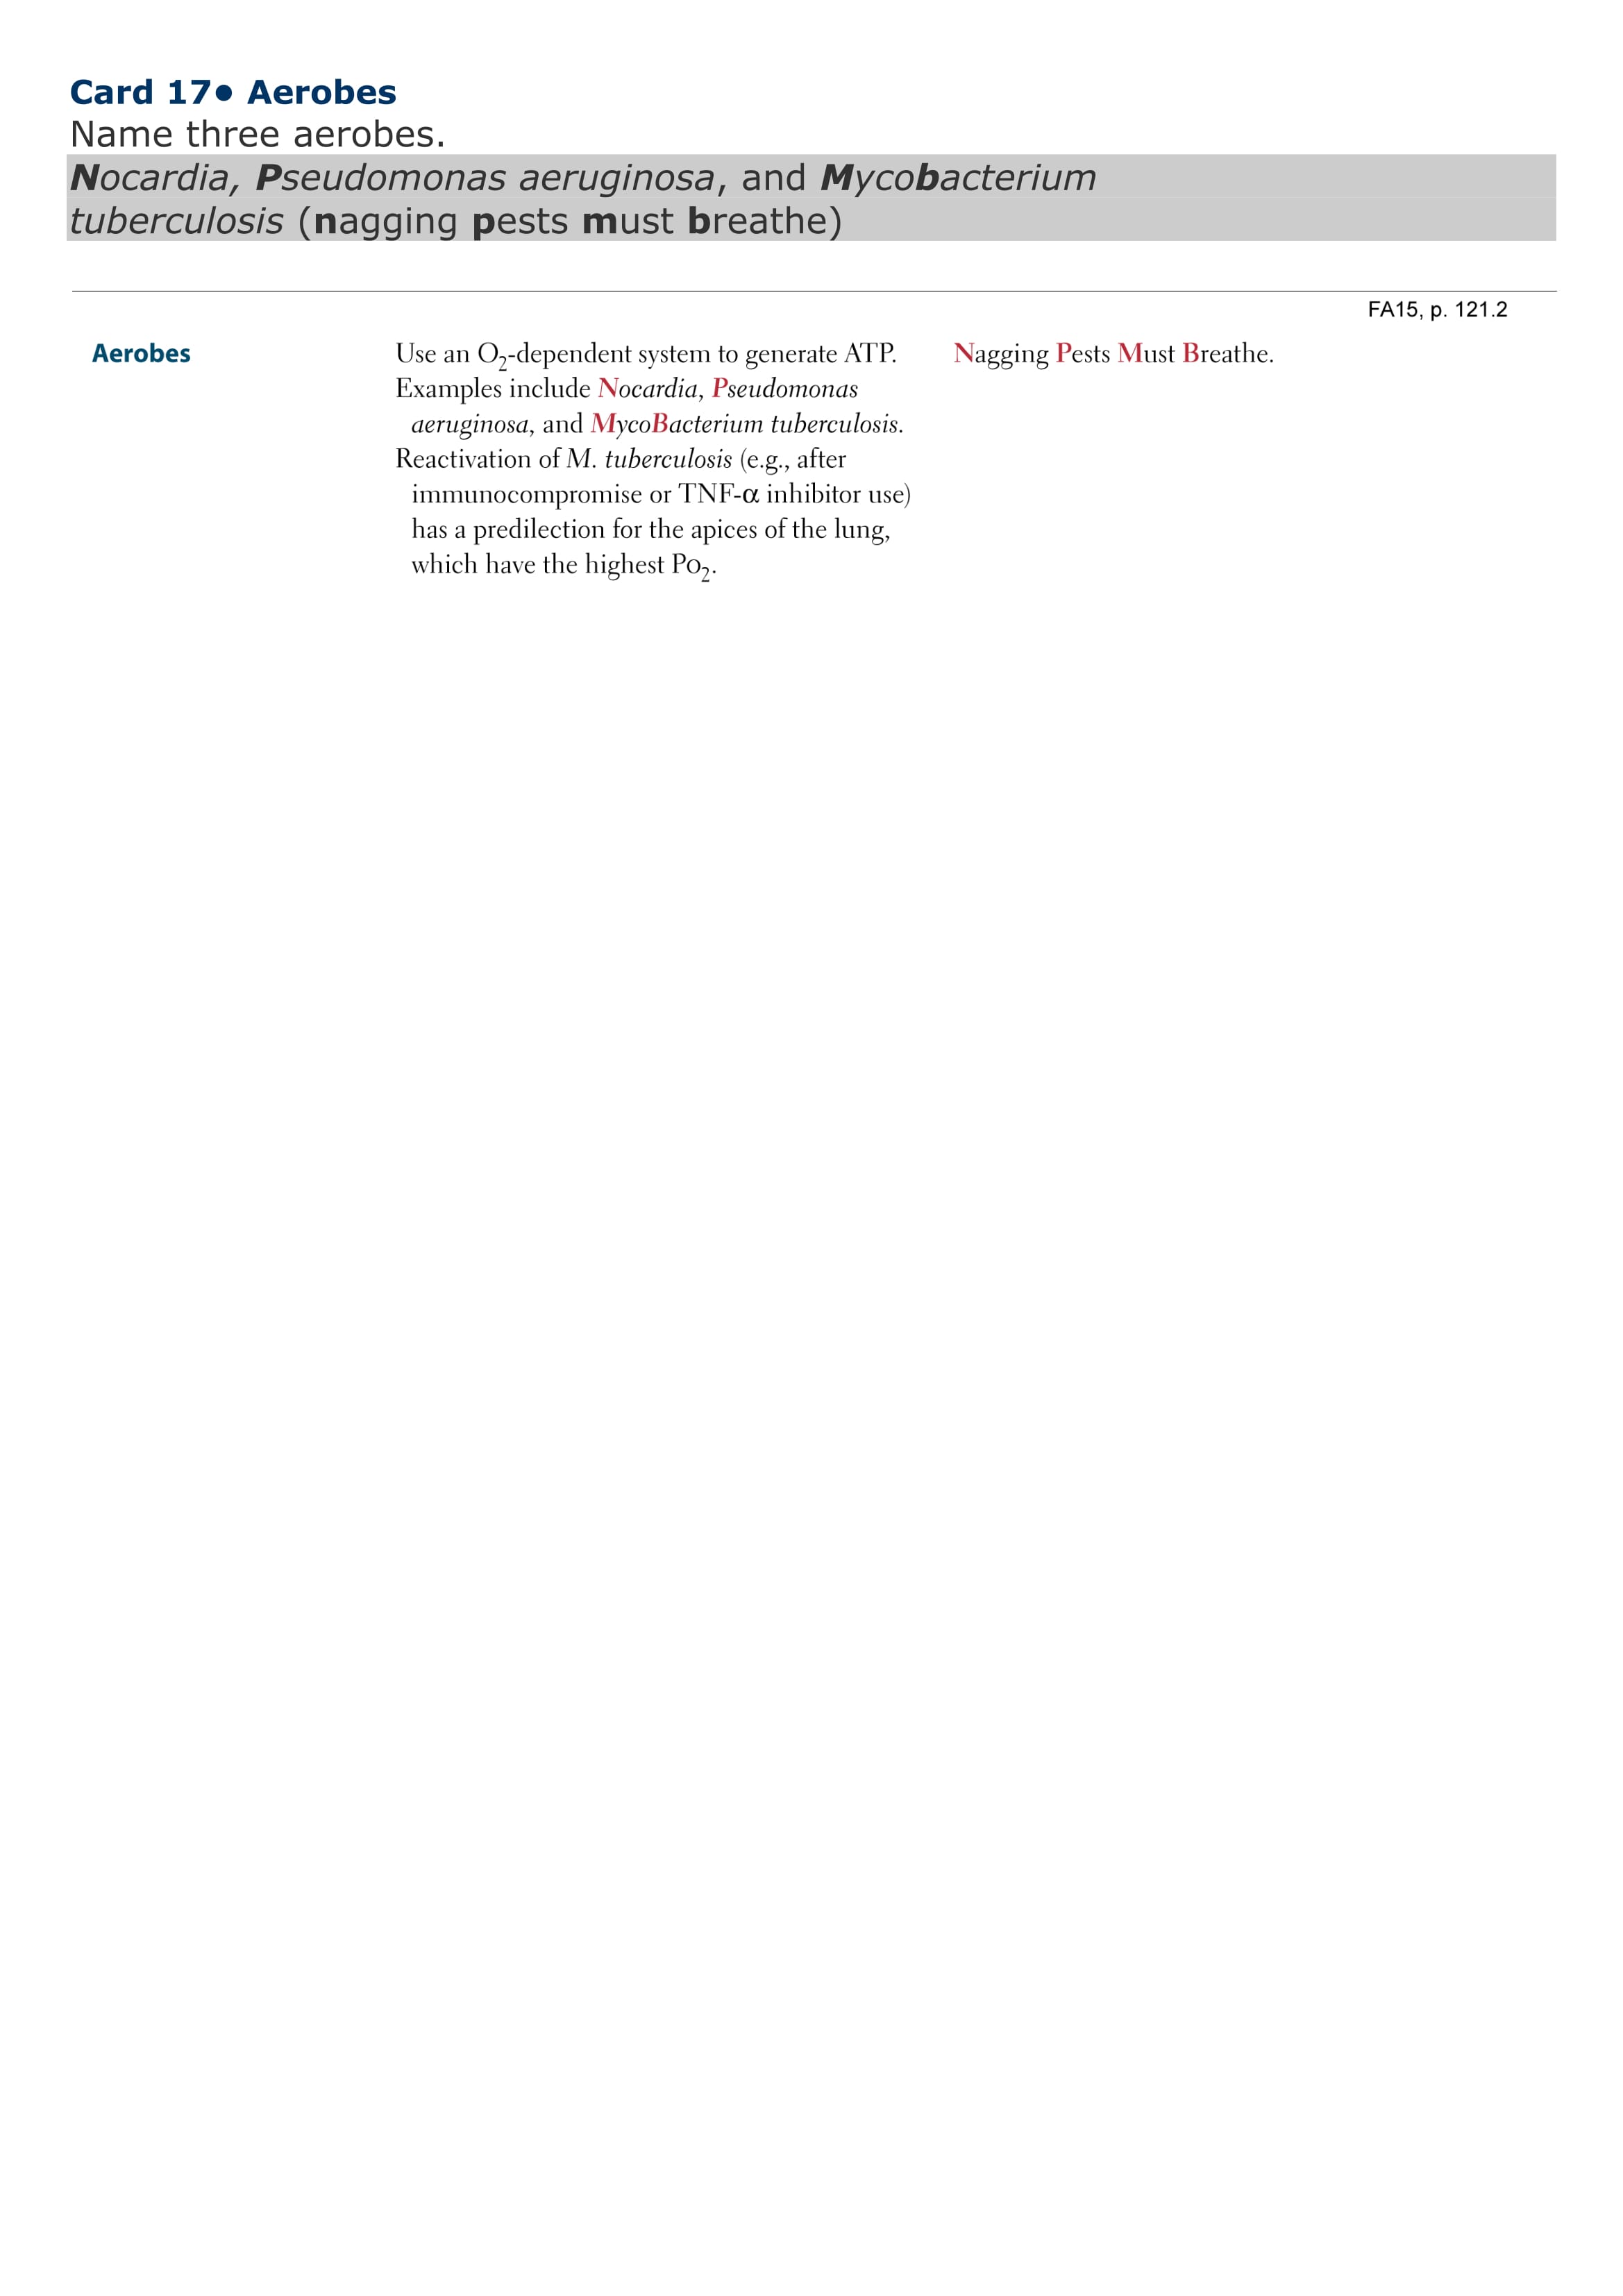 Card 17• Aerobes
Name three aerobes.
Nocardia, Pseudomonas aeruginosa, and Mycobacterium
tuberculosis (nagging pests must breathe)
FA15, p. 121.2
Aerobes
Use an O₂-dependent system to generate ATP.
Examples include Nocardia, Pseudomonas
aeruginosa, and MycoBacterium tuberculosis.
Reactivation of M. tuberculosis (e.g., after
immunocompromise or TNF-α inhibitor use)
has a predilection for the apices of the lung,
which have the highest PO₂.
Nagging Pests Must Breathe.